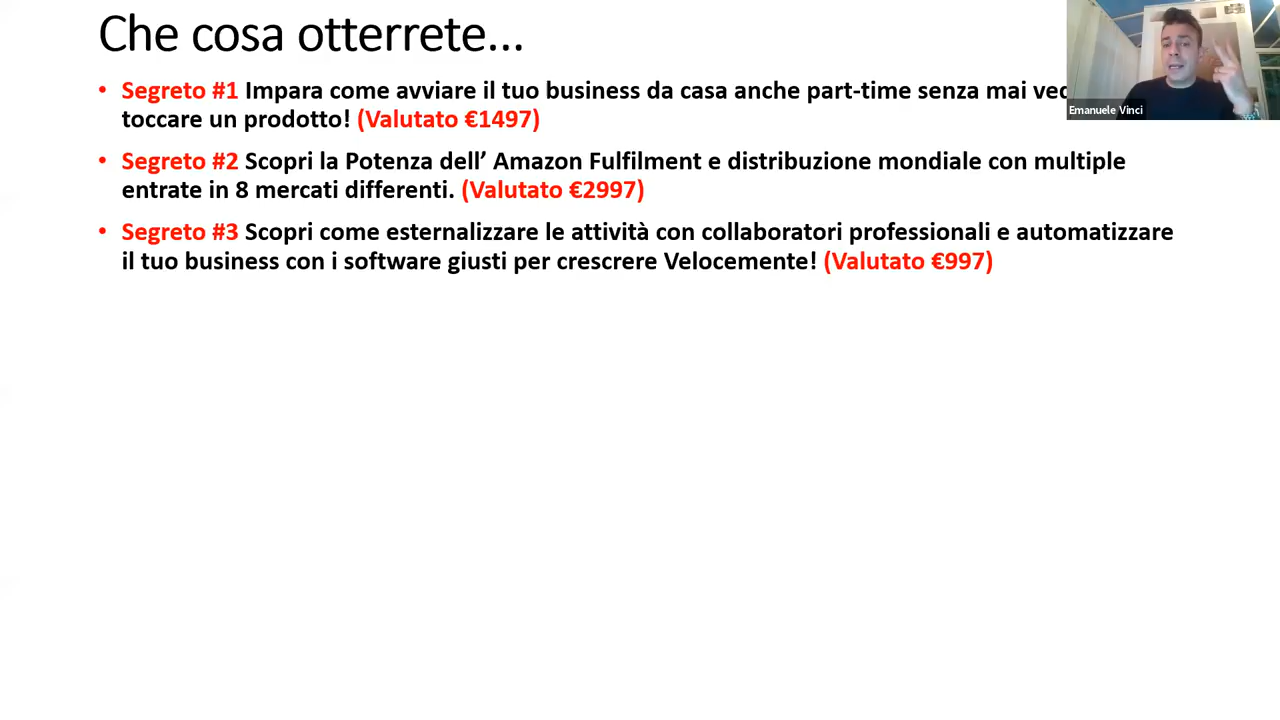 Che cosa otterrete...
• Segreto #1 Impara come avviare il tuo business da casa anche part-time senza mai
toccare un prodotto! (Valutato €1497)
• Segreto #2 Scopri la Potenza dell’ Amazon Fulfilment e distribuzione mondiale con multiple
entrate in 8 mercati differenti. (Valutato €2997)
• Segreto #3 Scopri come esternalizzare le attività con collaboratori professionali e automatizzare
il tuo business con i software giusti per crescrere Velocemente! (Valutato €997)
Emanuele Vinci